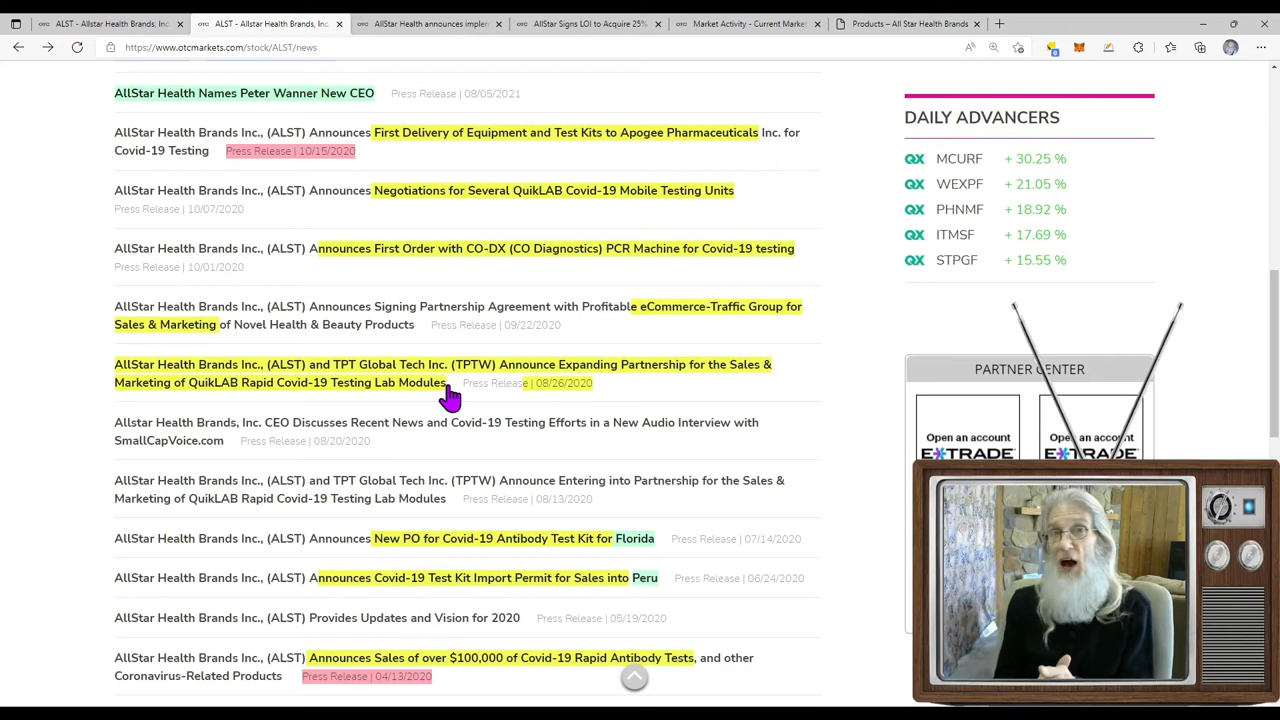 ALST - Allstar Health Brands, Inc.
ALST - Allstar Health Brands, Inc.
AllStar Health announces implem
AllStar Signs LOI to Acquire 25%
Market Activity - Current Market
Products – All Star Health Brands
https://www.otcmarkets.com/stock/ALST/news
AllStar Health Names Peter Wanner New CEO Press Release | 08/05/2021
AllStar Health Brands Inc., (ALST) Announces First Delivery of Equipment and Test Kits to Apogee Pharmaceuticals Inc. for
Covid-19 Testing Press Release | 10/15/2020
AllStar Health Brands Inc., (ALST) Announces Negotiations for Several QuikLAB Covid-19 Mobile Testing Units
Press Release | 10/07/2020
AllStar Health Brands Inc., (ALST) Announces First Order with CO-DX (CO Diagnostics) PCR Machine for Covid-19 testing
Press Release | 10/01/2020
AllStar Health Brands Inc., (ALST) Announces Signing Partnership Agreement with Profitable eCommerce-Traffic Group for
Sales & Marketing of Novel Health & Beauty Products Press Release | 09/22/2020
AllStar Health Brands Inc., (ALST) and TPT Global Tech Inc. (TPTW) Announce Expanding Partnership for the Sales &
Marketing of QuikLAB Rapid Covid-19 Testing Lab Modules Press Release | 08/26/2020
Allstar Health Brands, Inc. CEO Discusses Recent News and Covid-19 Testing Efforts in a New Audio Interview with
SmallCapVoice.com Press Release | 08/20/2020
AllStar Health Brands Inc., (ALST) and TPT Global Tech Inc. (TPTW) Announce Entering into Partnership for the Sales &
Marketing of QuikLAB Rapid Covid-19 Testing Lab Modules Press Release | 08/13/2020
AllStar Health Brands Inc., (ALST) Announces New PO for Covid-19 Antibody Test Kit for Florida Press Release | 07/14/2020
AllStar Health Brands Inc., (ALST) Announces Covid-19 Test Kit Import Permit for Sales into Peru Press Release | 06/24/2020
AllStar Health Brands Inc., (ALST) Provides Updates and Vision for 2020 Press Release | 05/19/2020
AllStar Health Brands Inc., (ALST) Announces Sales of over $100,000 of Covid-19 Rapid Antibody Tests, and other
Coronavirus-Related Products Press Release | 04/13/2020
DAILY ADVANCERS
QX MCURF + 30.25 %
QX WEXPF + 21.05 %
QX PHNMF + 18.92 %
QX ITMSF + 17.69 %
QX STPGF + 15.55 %
PARTNER CENTER
Open an account Open an account
E*TRADE E*TRADE